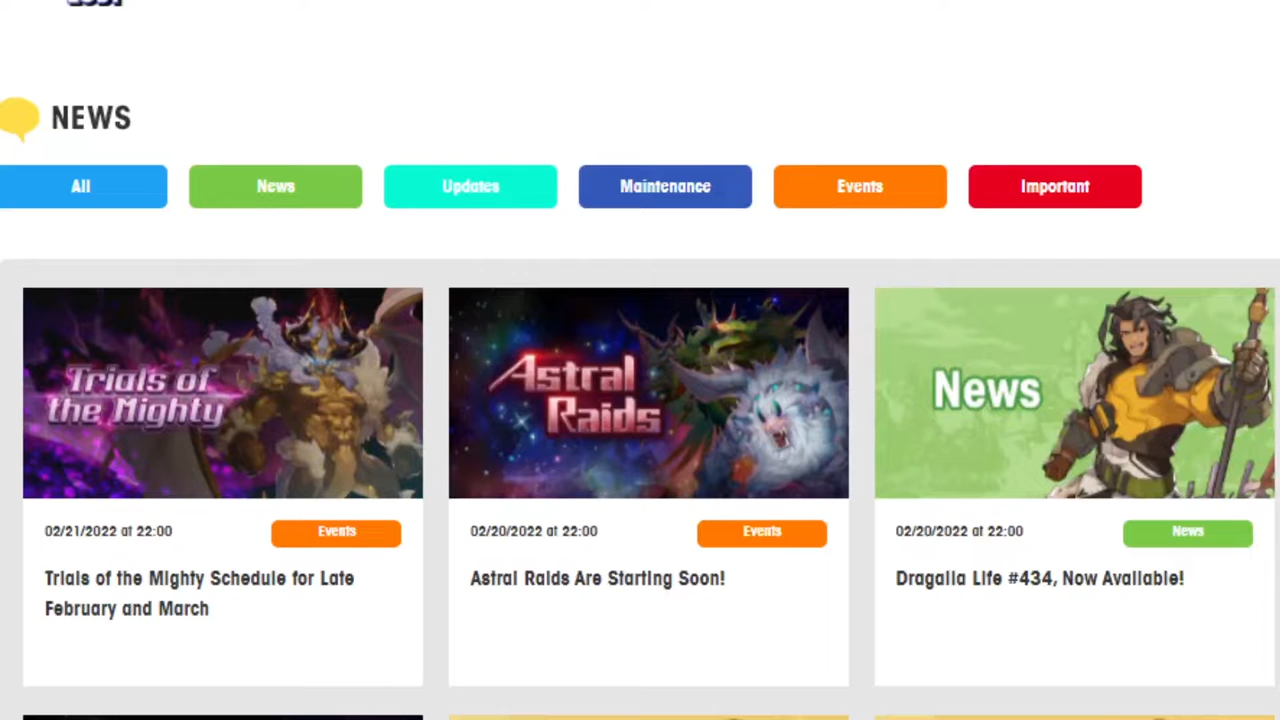 NEWS
All
News
Updates
Maintenance
Events
Important
Trials of
the Mighty
Astral
Raids
News
02/21/2022 at 22:00
Events
02/20/2022 at 22:00
Events
02/20/2022 at 22:00
News
Trials of the Mighty Schedule for Late
February and March
Astral Raids Are Starting Soon!
Dragalia Life #434, Now Available!